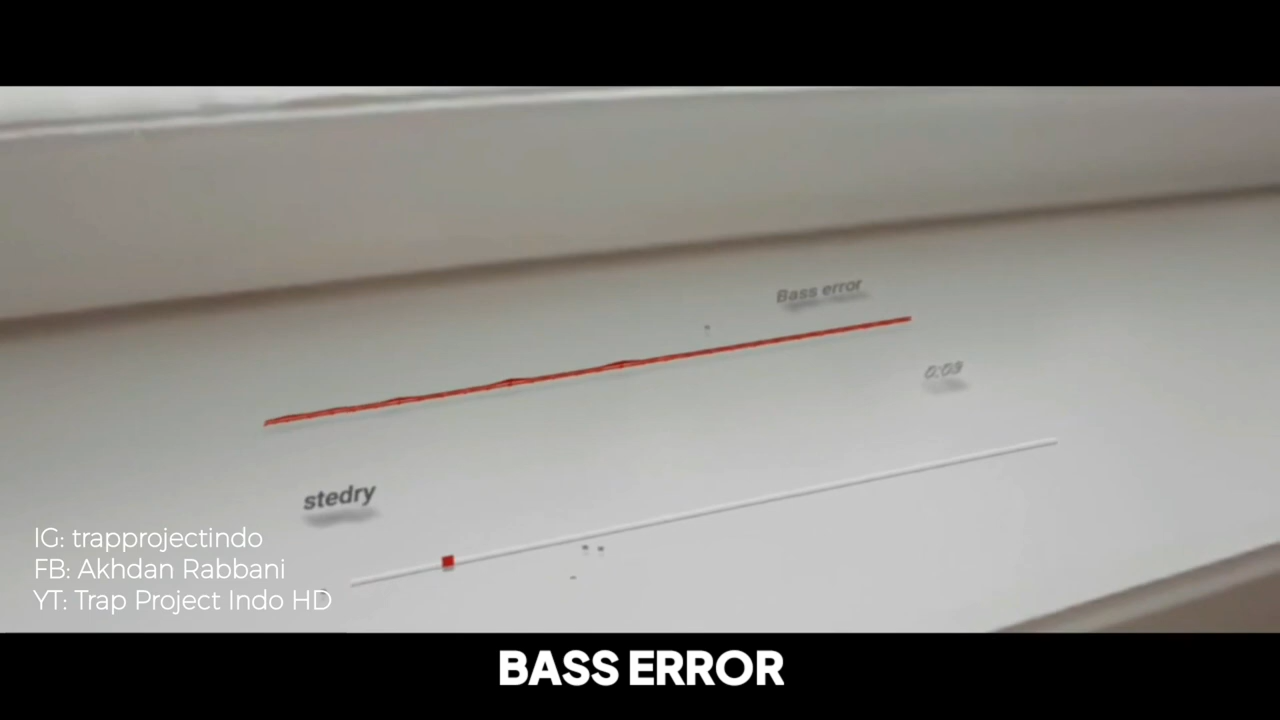 Bass error
0:03
stedry
IG: trapprojectindo
FB: Akhdan Rabbani
YT: Trap Project Indo HD
BASS ERROR